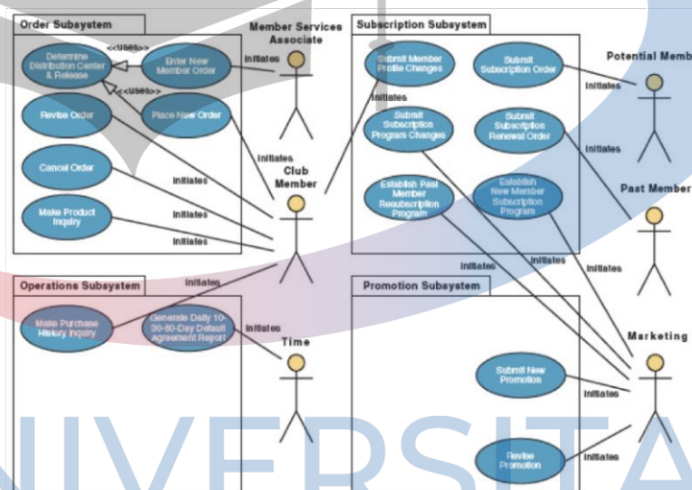 Order Subsystem
Determine
Distribution Center
& Release
<<uses>>
Enter New
Member Order
<<uses>>
Revise Order
Place New Order
Cancel Order
Make Product
Inquiry
Initiates
Member Services
Associate
Initiates
Club
Member
Initiates
Initiates
Initiates
Subscription Subsystem
Submit Member
Profile Changes
Initiates
Submit
Subscription Order
Submit
Subscription
Program Changes
Submit
Subscription
Renewal Order
Establish Past
Member
Resubscription
Program
Establish
New Member
Subscription
Program
Potential Memb
Initiates
Initiates
Past Member
Initiates
Initiates
Initiates
Operations Subsystem
Make Purchase
History Inquiry
Generate Daily 10-
30-60-Day Default
Agreement Report
Initiates
Time
Promotion Subsystem
Submit New
Promotion
Initiates
Revise
Promotion
Initiates
Marketing
NIVERSITA